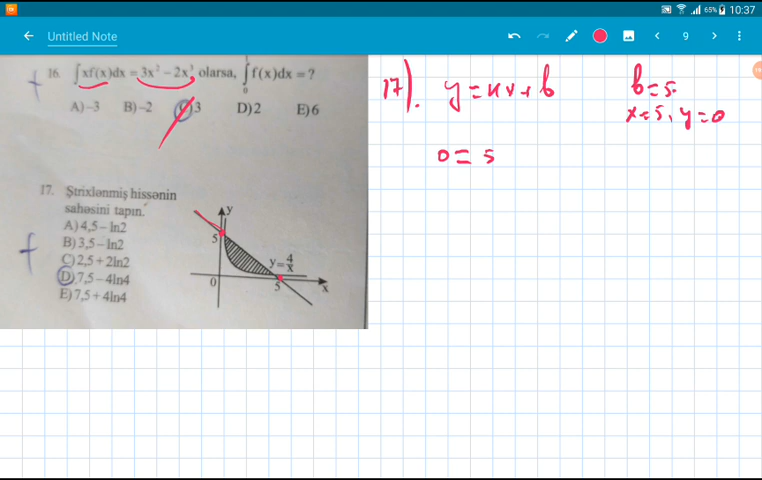 65% 10:37
Untitled Note
9
16. ∫xf(x)dx = 3x² − 2x³ olarsa, ∫f(x)dx = ?
0
A) −3 B) −2 C) 3 D) 2 E) 6
17. Ştrixlənmiş hissənin
sahəsini tapın.
A) 4,5 − ln2
B) 3,5 − ln2
C) 2,5 + 2ln2
D) 7,5 − 4ln4
E) 7,5 + 4ln4
y
5
y = 4/x
0
5
x
17). y = kx + b
b = 5
x = 5, y = 0
0 = 5